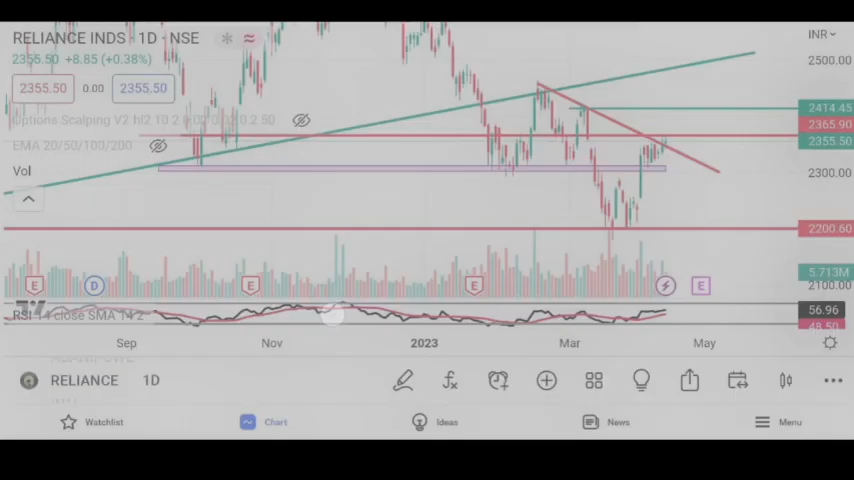 RELIANCE INDS · 1D · NSE
INR
2355.50 +8.85 (+0.38%)
2500.00
2355.50 0.00 2355.50
2414.45
2365.90
2355.50
EMA 20/50/100/200
Vol
2300.00
2200.60
E D E E E
5.713M
2100.00
RSI 14 close SMA 14 2
56.96
48.50
Sep Nov 2023 Mar May
RELIANCE 1D
Watchlist Chart Ideas News Menu